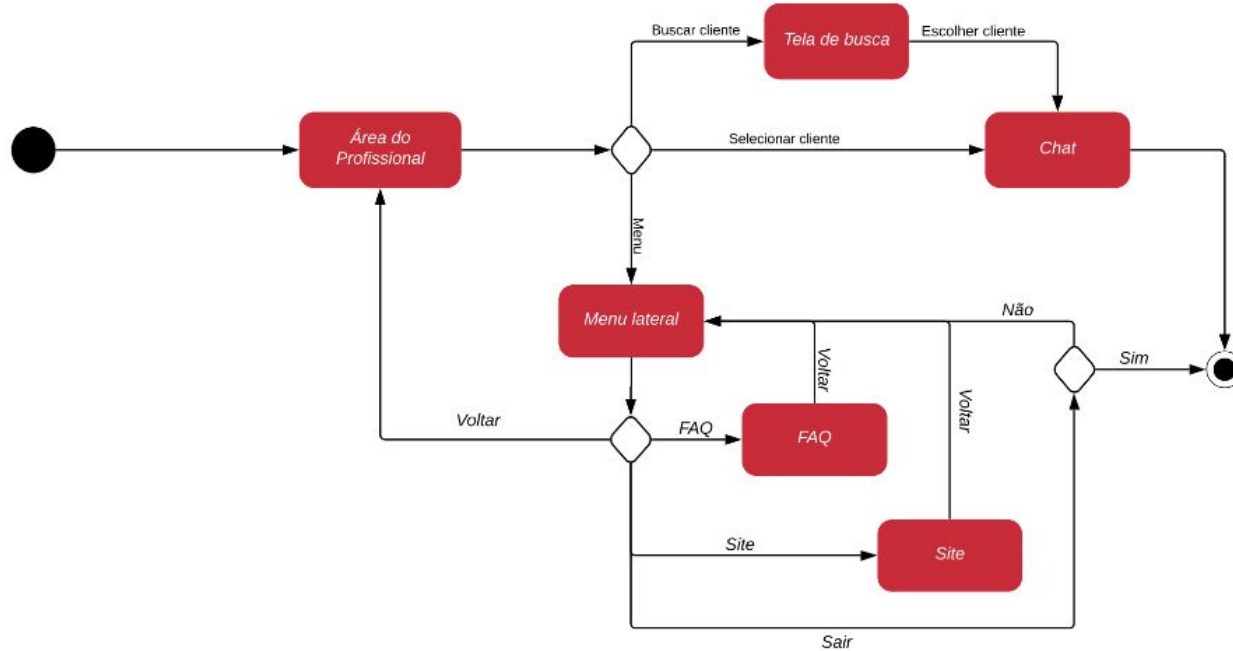 Buscar cliente
Tela de busca
Escolher cliente
Área do
Profissional
Selecionar cliente
Chat
Menu
Menu lateral
Não
Voltar
Voltar
Sim
Voltar
FAQ
FAQ
Site
Site
Sair